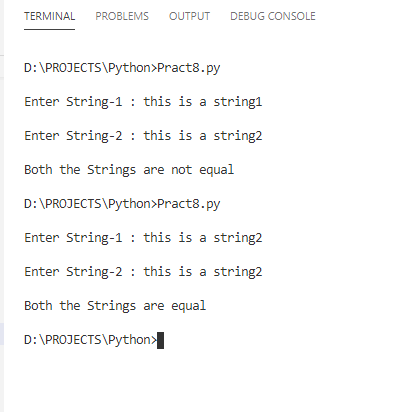 TERMINAL PROBLEMS OUTPUT DEBUG CONSOLE
D:\PROJECTS\Python>Pract8.py
Enter String-1 : this is a string1
Enter String-2 : this is a string2
Both the Strings are not equal
D:\PROJECTS\Python>Pract8.py
Enter String-1 : this is a string2
Enter String-2 : this is a string2
Both the Strings are equal
D:\PROJECTS\Python>